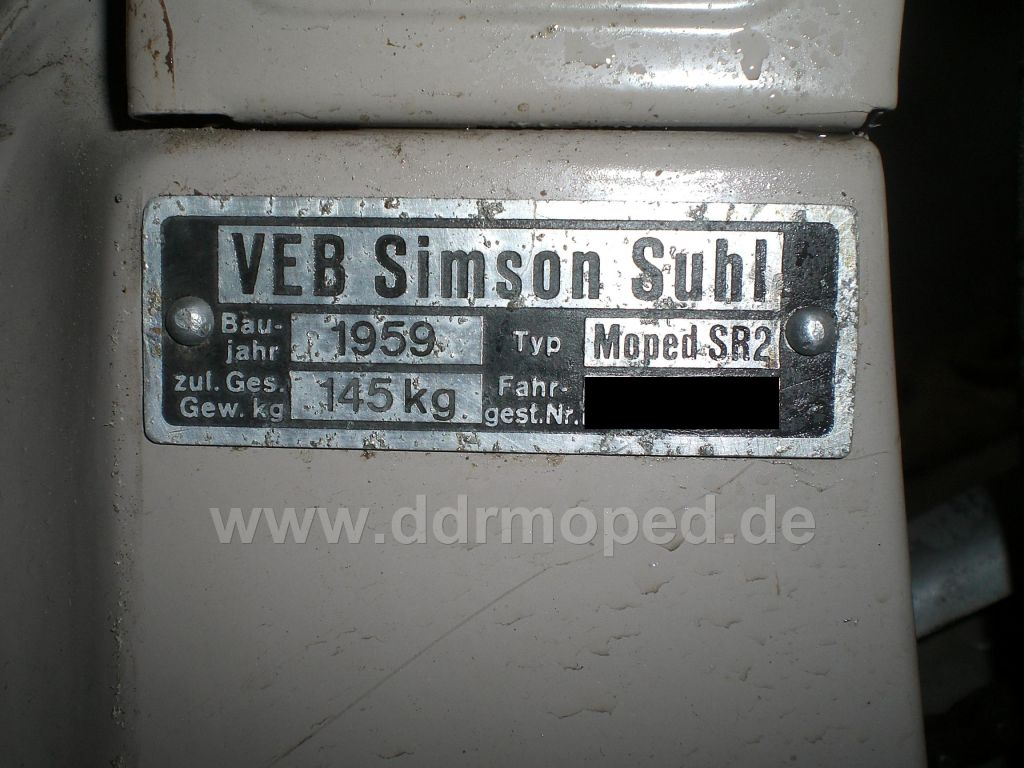 VEB Simson Suhl
Bau-
jahr 1959 Typ Moped SR2
zul. Ges. Fahr-
Gew. kg 145 kg gest.Nr.
www.ddrmoped.de